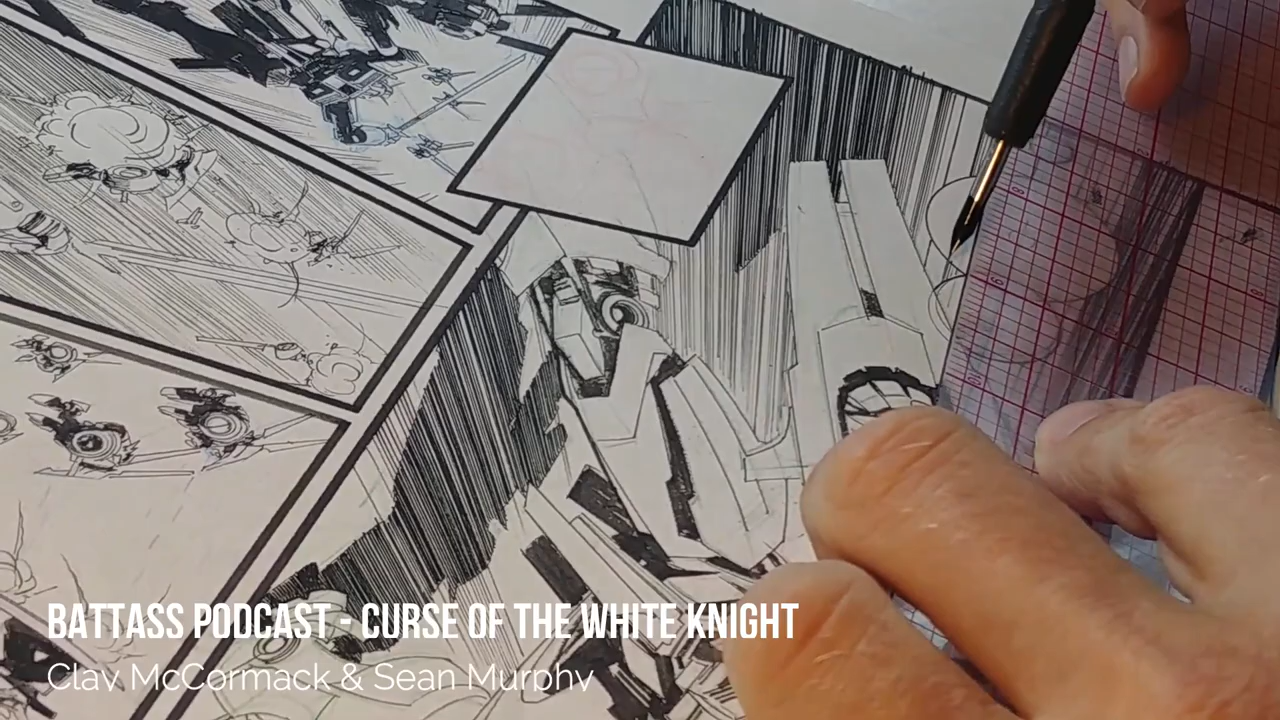 BATTASS PODCAST - CURSE OF THE WHITE KNIGHT
Clay McCormack & Sean Murphy